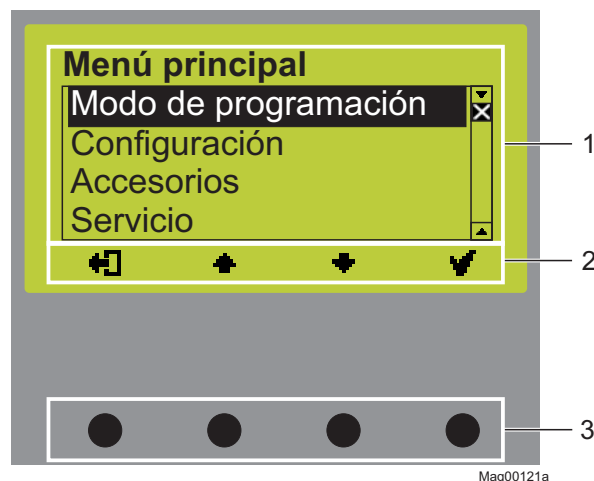 Menú principal
Modo de programación
Configuración
Accesorios
Servicio
1
2
3
Mag00121a